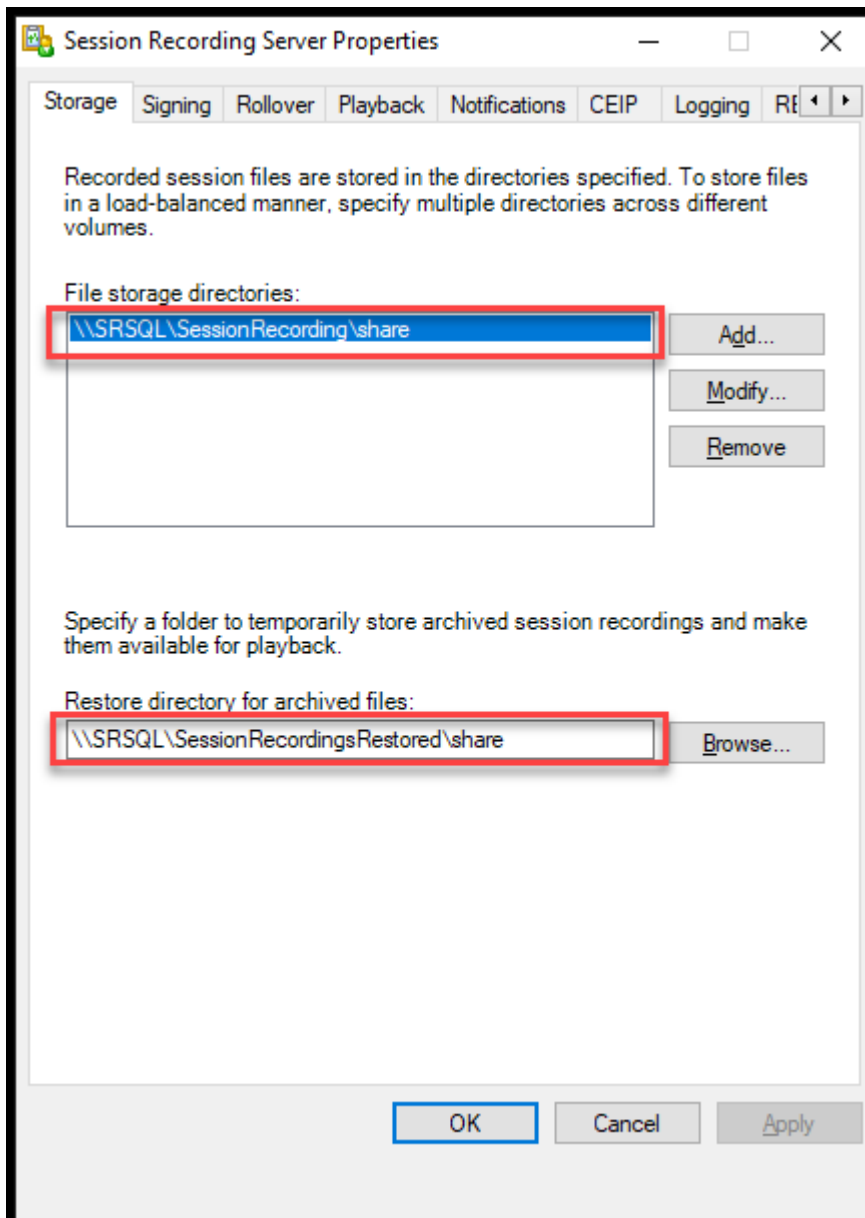 Session Recording Server Properties
Storage Signing Rollover Playback Notifications CEIP Logging
Recorded session files are stored in the directories specified. To store files
in a load-balanced manner, specify multiple directories across different
volumes.
File storage directories:
\\SRSQL\SessionRecording\share
Add...
Modify...
Remove
Specify a folder to temporarily store archived session recordings and make
them available for playback.
Restore directory for archived files:
\\SRSQL\SessionRecordingsRestored\share
Browse...
OK Cancel Apply